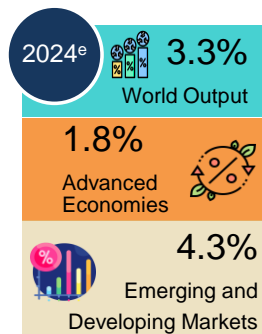 2024ᵉ
3.3%
World Output
1.8%
Advanced
Economies
4.3%
Emerging and
Developing Markets